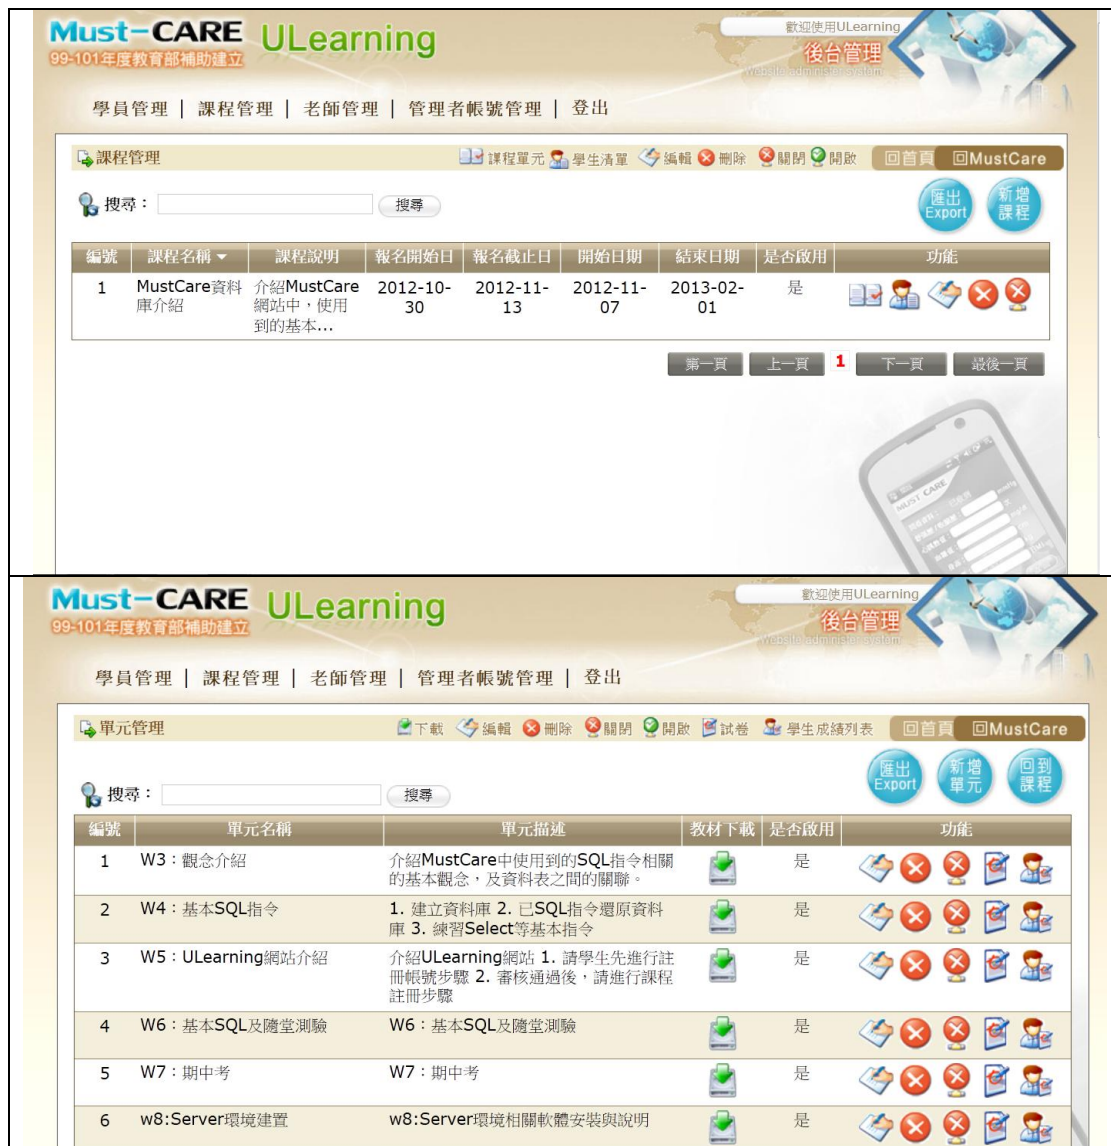 Must-CARE ULearning
99-101年度教育部補助建立
歡迎使用ULearning
後台管理
Website administer system
學員管理 | 課程管理 | 老師管理 | 管理者帳號管理 | 登出
課程管理 課程單元 學生清單 編輯 刪除 關閉 開啟 回首頁 回MustCare
搜尋： 搜尋 匯出 Export 新增課程
編號 課程名稱 課程說明 報名開始日 報名截止日 開始日期 結束日期 是否啟用 功能
1 MustCare資料 介紹MustCare 2012-10- 2012-11- 2012-11- 2013-02- 是
庫介紹 網站中，使用 30 13 07 01
到的基本...
第一頁 上一頁 1 下一頁 最後一頁
MUST CARE
Must-CARE ULearning
99-101年度教育部補助建立
歡迎使用ULearning
後台管理
Website administer system
學員管理 | 課程管理 | 老師管理 | 管理者帳號管理 | 登出
單元管理 下載 編輯 刪除 關閉 開啟 試卷 學生成績列表 回首頁 回MustCare
搜尋： 搜尋 匯出 Export 新增單元 回到課程
編號 單元名稱 單元描述 教材下載 是否啟用 功能
1 W3：觀念介紹 介紹MustCare中使用到的SQL指令相關 是
的基本觀念，及資料表之間的關聯。
2 W4：基本SQL指令 1. 建立資料庫 2. 已SQL指令還原資料 是
庫 3. 練習Select等基本指令
3 W5：ULearning網站介紹 介紹ULearning網站 1. 請學生先進行註 是
冊帳號步驟 2. 審核通過後，請進行課程
註冊步驟
4 W6：基本SQL及隨堂測驗 W6：基本SQL及隨堂測驗 是
5 W7：期中考 W7：期中考 是
6 w8:Server環境建置 w8:Server環境相關軟體安裝與說明 是